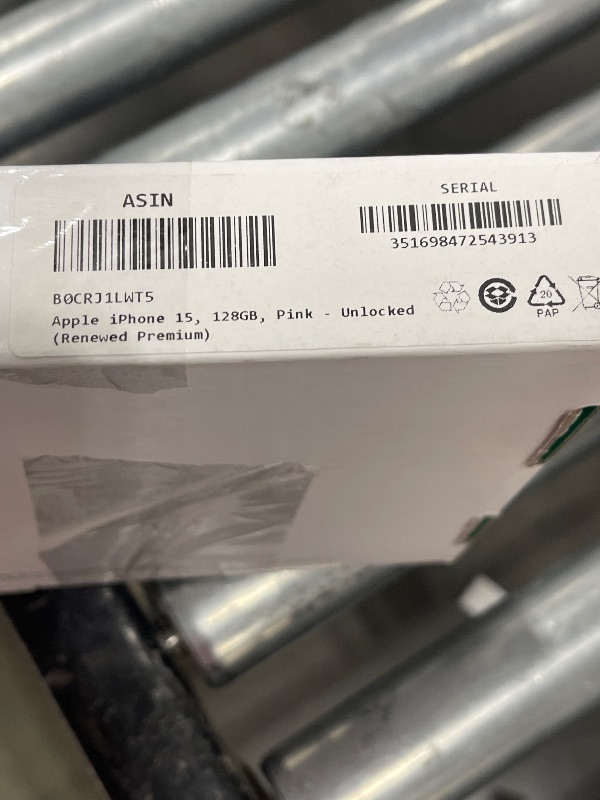 ASIN
SERIAL
351698472543913
B0CRJ1LWT5
Apple iPhone 15, 128GB, Pink - Unlocked
(Renewed Premium)
20
PAP